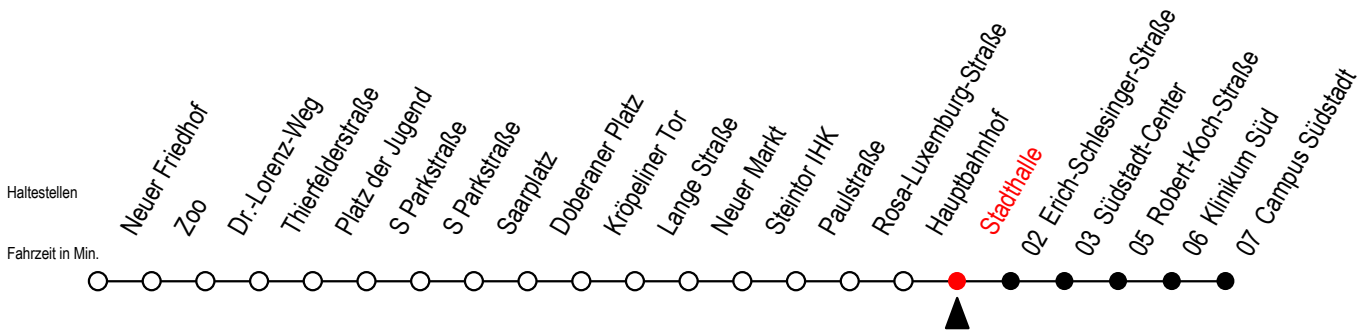 Haltestellen
Fahrzeit in Min.
Neuer Friedhof
Zoo
Dr.-Lorenz-Weg
Thierfelderstraße
Platz der Jugend
S Parkstraße
S Parkstraße
Saarplatz
Doberaner Platz
Kröpeliner Tor
Lange Straße
Neuer Markt
Steintor IHK
Paulstraße
Rosa-Luxemburg-Straße
Hauptbahnhof
Stadthalle
02 Erich-Schlesinger-Straße
03 Südstadt-Center
05 Robert-Koch-Straße
06 Klinikum Süd
07 Campus Südstadt